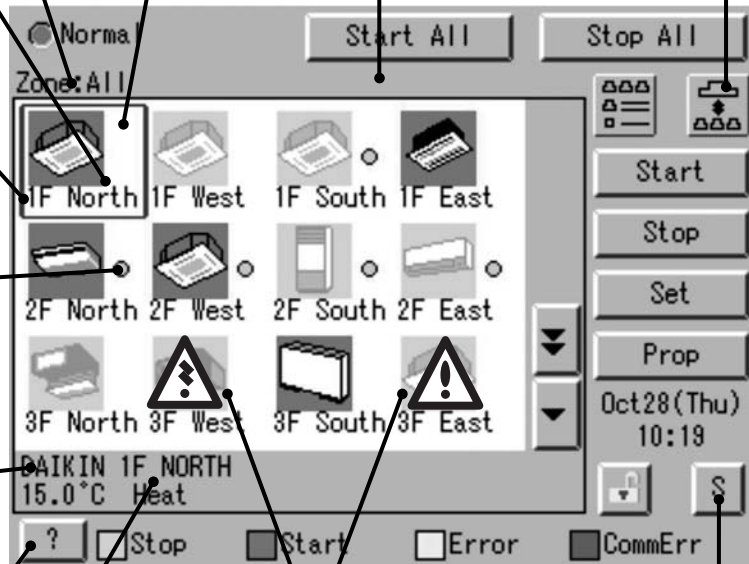 Normal Start All Stop All
Zone:All
1F North 1F West 1F South 1F East
Start
Stop
2F North 2F West 2F South 2F East
Set
Prop
3F North 3F West 3F South 3F East
Oct28(Thu)
10:19
DAIKIN 1F NORTH
15.0°C Heat
S
? Stop Start Error CommErr